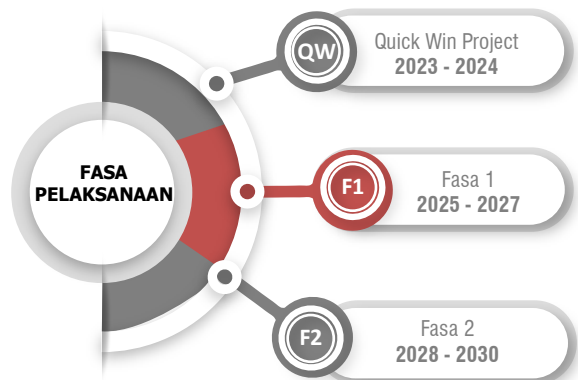 QW
Quick Win Project
2023 - 2024
FASA
PELAKSANAAN
F1
Fasa 1
2025 - 2027
F2
Fasa 2
2028 - 2030